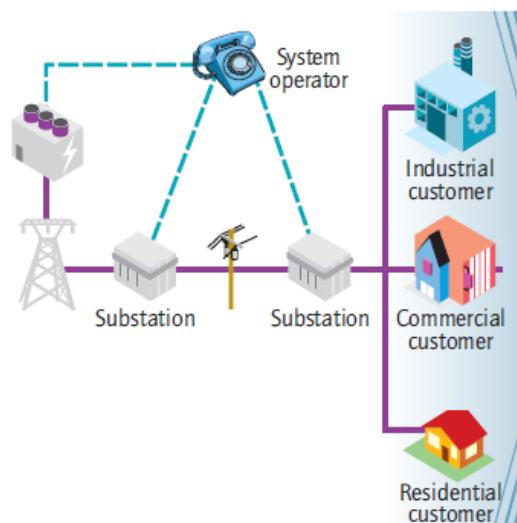 System
operator
Industrial
customer
Substation
Substation
Commercial
customer
Residential
customer